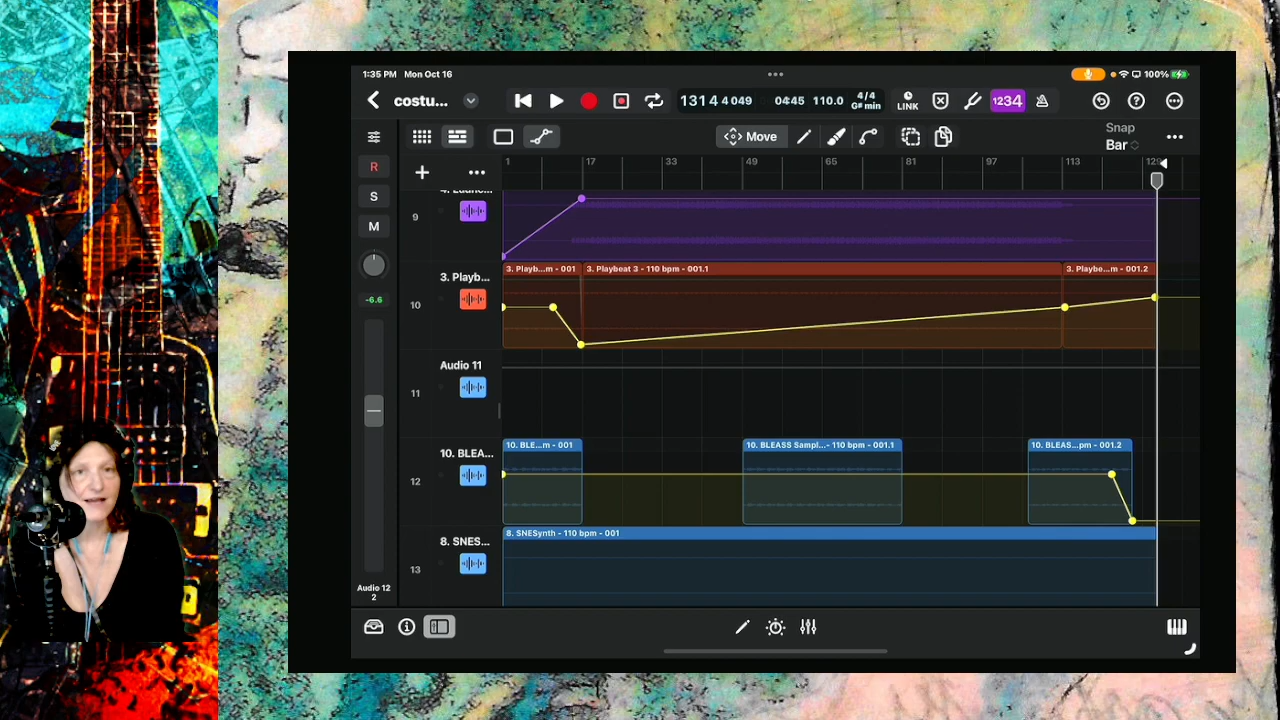 1:35 PM Mon Oct 16
100%
costu...
131 4 4 049 04:45 110.0 4/4 G# min
LINK
1234
Move
Snap
Bar
R
S
M
-6.6
1 17 33 49 65 81 97 113 129
9
3. Playb...
10
3. Playb...m - 001
3. Playbeat 3 - 110 bpm - 001.1
3. Playbe...m - 001.2
Audio 11
11
10. BLEA...
12
10. BLE...m - 001
10. BLEASS Sampl...- 110 bpm - 001.1
10. BLEAS...pm - 001.2
8. SNES...
13
8. SNESynth - 110 bpm - 001
Audio 12
2